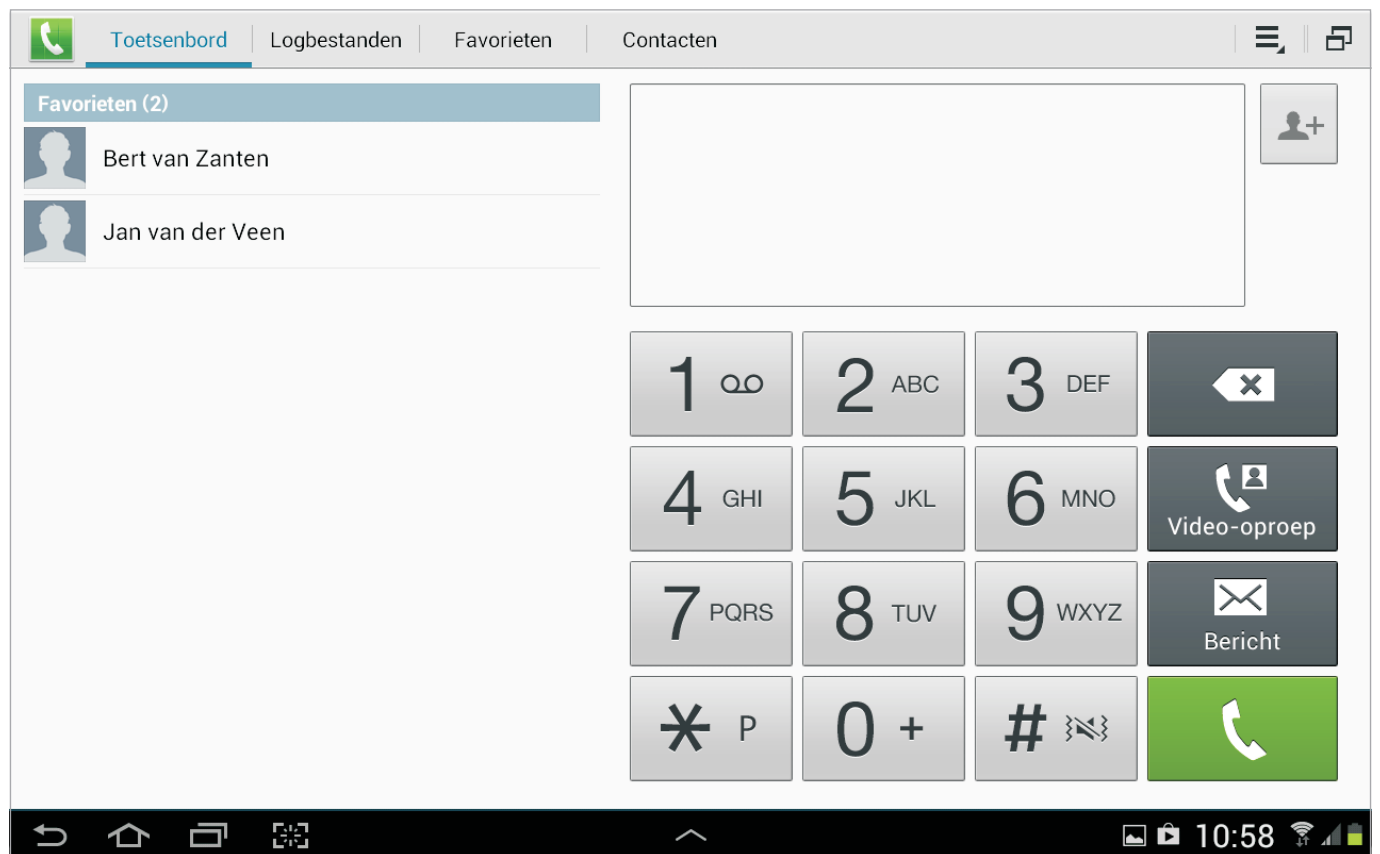 Toetsenbord Logbestanden Favorieten Contacten
Favorieten (2)
Bert van Zanten
Jan van der Veen
1 2 ABC 3 DEF
4 GHI 5 JKL 6 MNO
Video-oproep
7 PQRS 8 TUV 9 WXYZ
Bericht
* P 0 + #
10:58